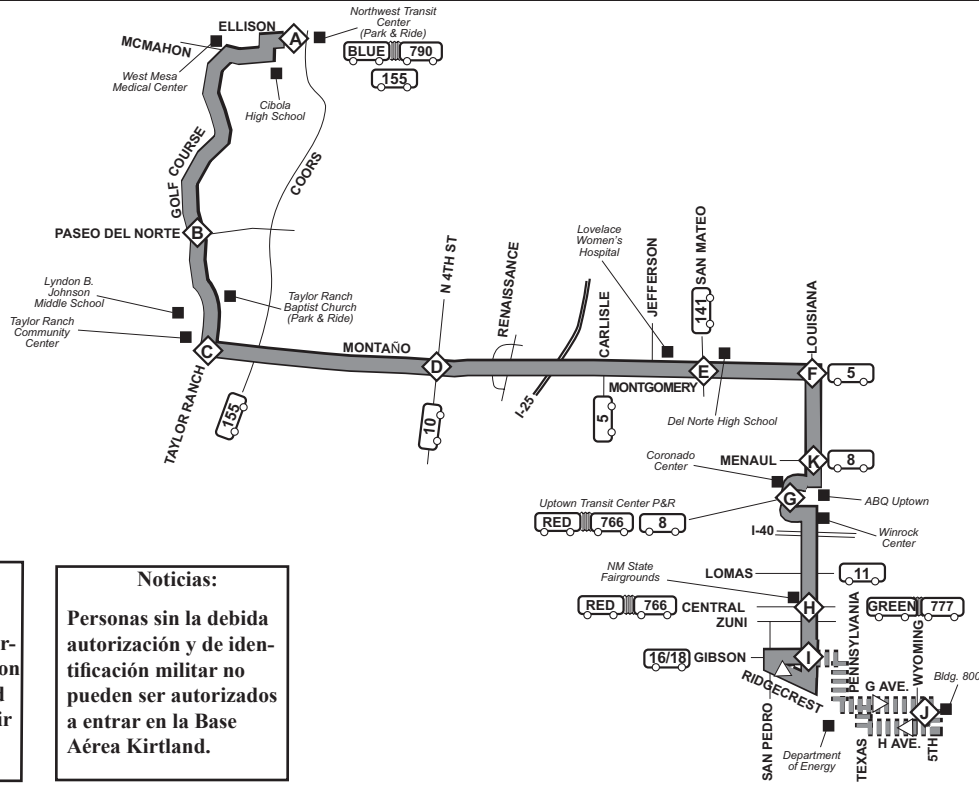 Northwest Transit
Center
(Park & Ride)
ELLISON
A
MCMAHON
BLUE 790
155
West Mesa
Medical Center
Cibola
High School
GOLF COURSE
COORS
PASEO DEL NORTE
B
Lyndon B.
Johnson
Middle School
Taylor Ranch
Community
Center
Taylor Ranch
Baptist Church
(Park & Ride)
C
TAYLOR RANCH
155
MONTAÑO
N 4TH ST
D
10
RENAISSANCE
I-25
Lovelace
Women's
Hospital
CARLISLE
5
JEFFERSON
SAN MATEO
141
E
MONTGOMERY
Del Norte High School
LOUISIANA
F
5
MENAUL
K
8
Coronado
Center
G
ABQ Uptown
Uptown Transit Center P&R
RED 766
8
I-40
Winrock
Center
NM State
Fairgrounds
LOMAS
11
RED 766
CENTRAL
H
ZUNI
GREEN 777
16/18
GIBSON
I
RIDGECREST
SAN PEDRO
PENNSYLVANIA
WYOMING
G AVE.
J
Bldg. 800
H AVE.
TEXAS
5TH
Department
of Energy
Noticias:
Personas sin la debida
autorización y de iden-
tificación militar no
pueden ser autorizados
a entrar en la Base
Aérea Kirtland.